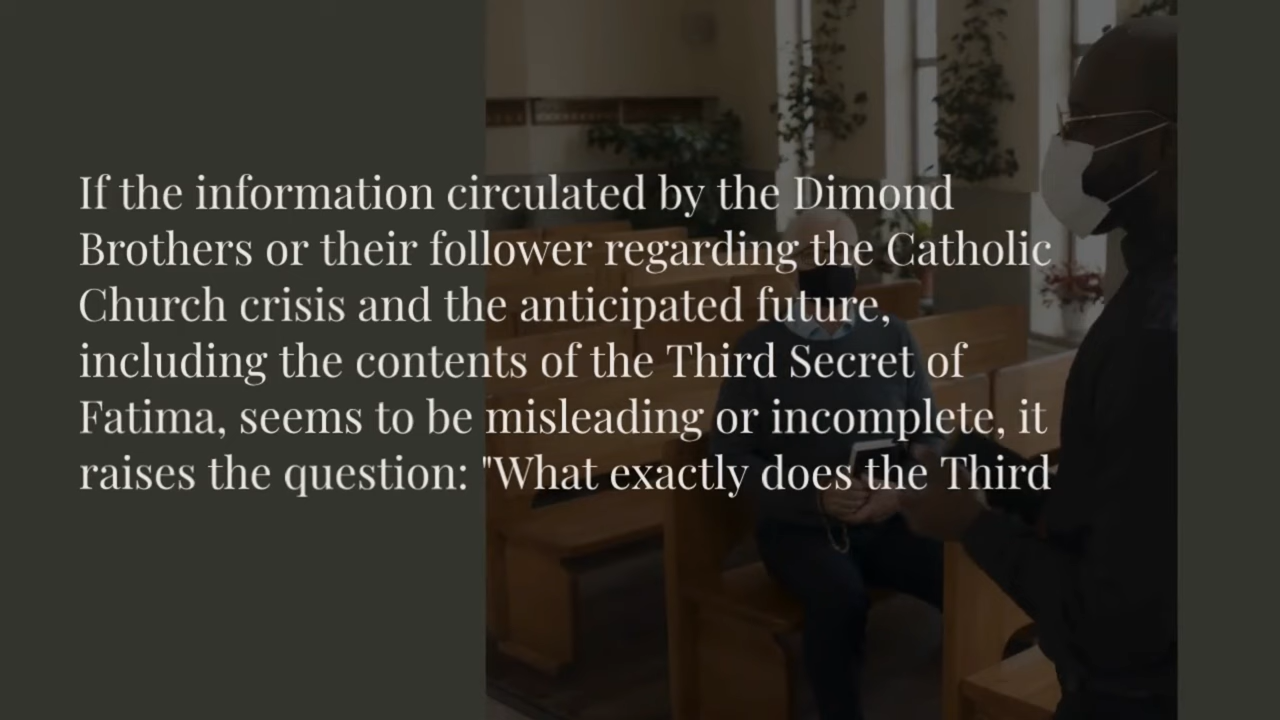 If the information circulated by the Dimond
Brothers or their follower regarding the Catholic
Church crisis and the anticipated future,
including the contents of the Third Secret of
Fatima, seems to be misleading or incomplete, it
raises the question: "What exactly does the Third